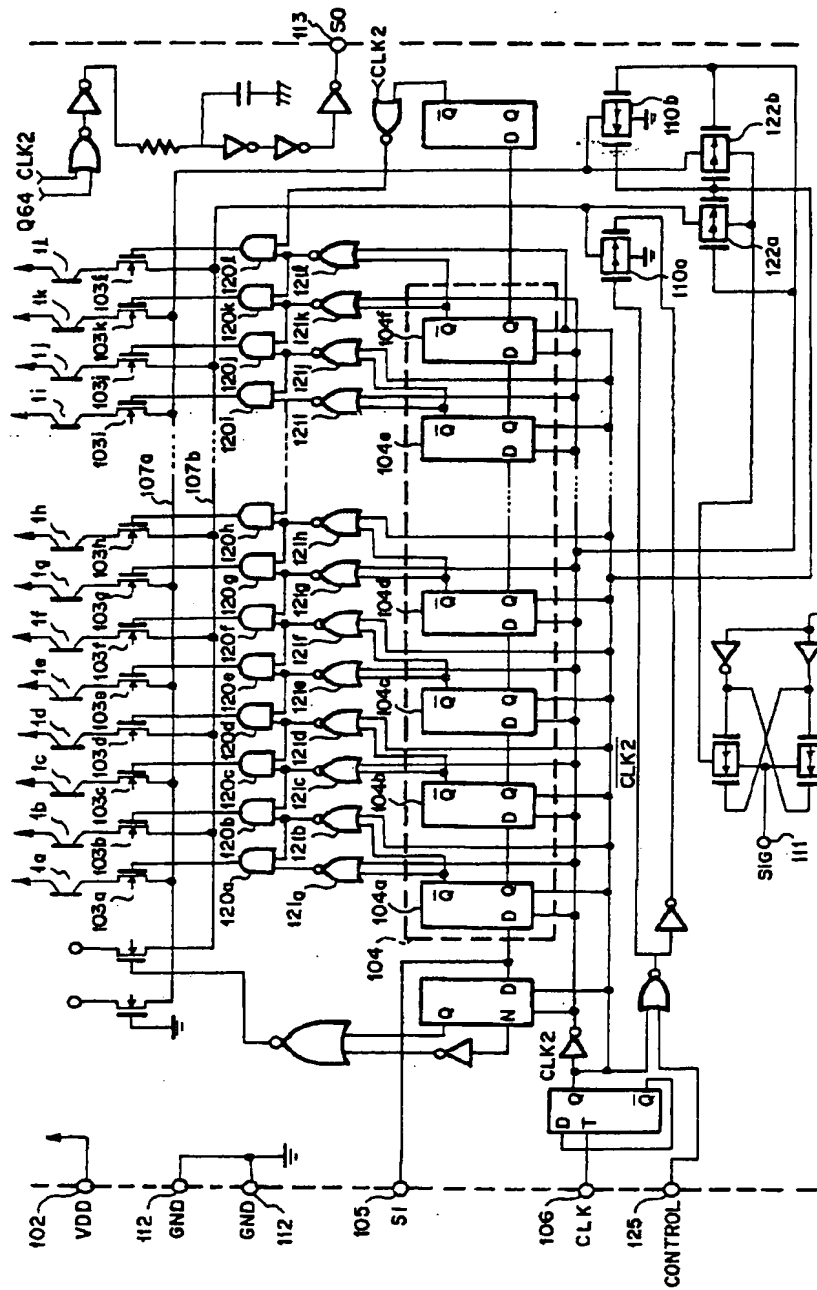 Q64 CLK2
113
SO
CLK2
1a 1b 1c 1d 1e 1f 1g 1h 1i 1j 1k 1l
103a 103b 103c 103d 103e 103f 103g 103h 103i 103j 103k 103l
107a
107b
120a 120b 120c 120d 120e 120f 120g 120h 120i 120j 120k 120l
121a 121b 121c 121d 121e 121f 121g 121h 121i 121j 121k 121l
104
104a 104b 104c 104d 104e 104f
Q D N
D Q Q̅
D Q Q̅
D Q Q̅
D Q Q̅
D Q Q̅
D Q Q̅
D Q̅
110a
110b
122a
122b
102
VDD
112
GND
GND
112
105
SI
106
CLK
125
CONTROL
D T Q Q̅
CLK2
C̅L̅K̅2̅
SIG
111